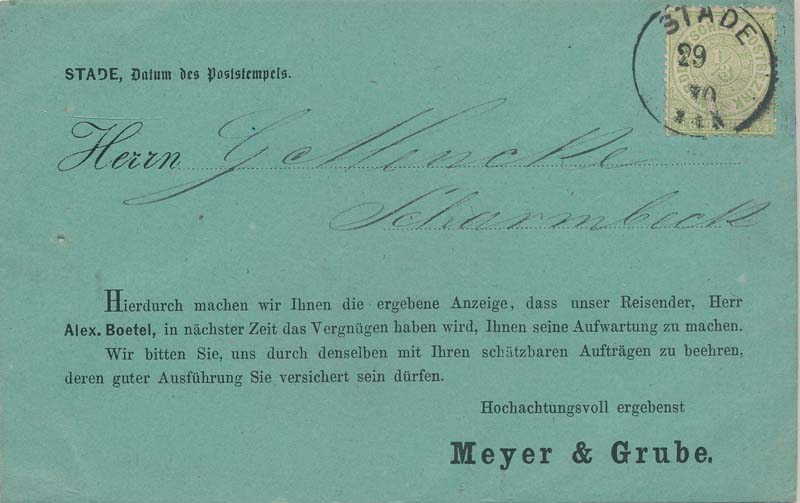 STADE
29
70
STADE, Datum des Poststempels.
Herrn G Mencke
Scharmbeck
Hierdurch machen wir Ihnen die ergebene Anzeige, dass unser Reisender, Herr
Alex. Boetel, in nächster Zeit das Vergnügen haben wird, Ihnen seine Aufwartung zu machen.
Wir bitten Sie, uns durch denselben mit Ihren schätzbaren Aufträgen zu beehren,
deren guter Ausführung Sie versichert sein dürfen.
Hochachtungsvoll ergebenst
Meyer & Grube.